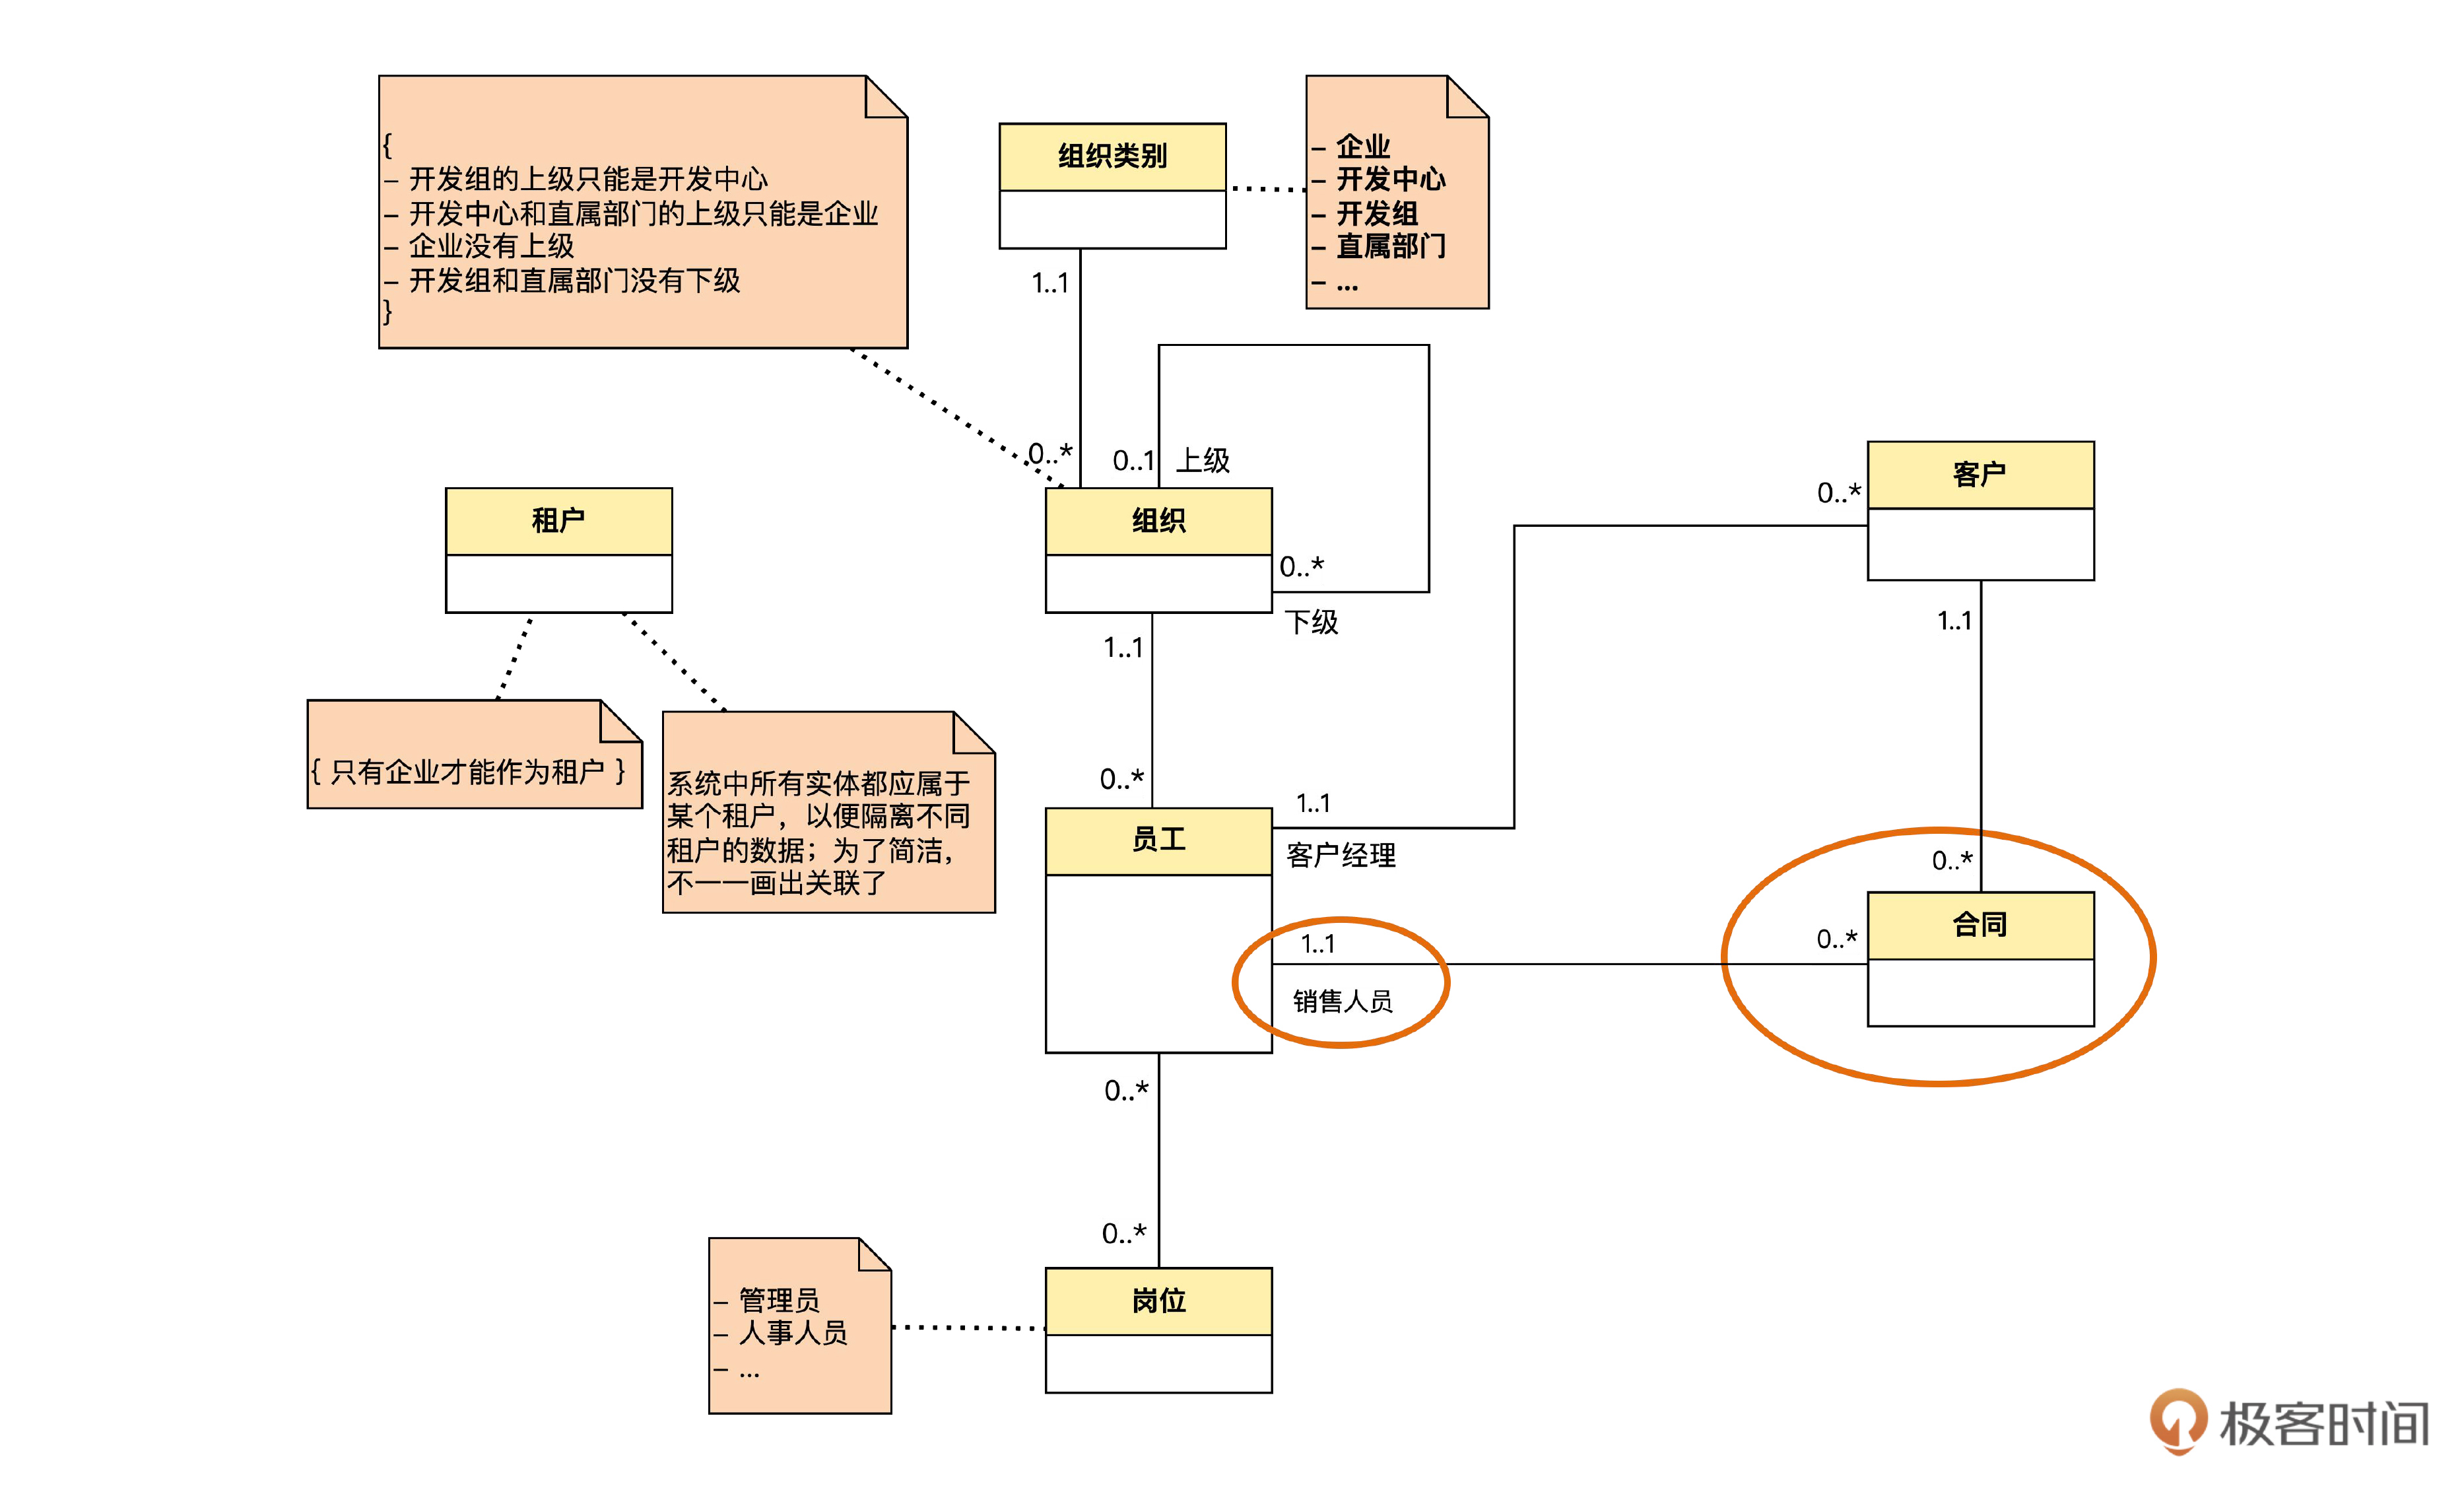 {
– 开发组的上级只能是开发中心
– 开发中心和直属部门的上级只能是企业
– 企业没有上级
– 开发组和直属部门没有下级
}
组织类别
– 企业
– 开发中心
– 开发组
– 直属部门
– ...
1..1
0..*
0..1
上级
组织
0..*
下级
租户
{ 只有企业才能作为租户 }
系统中所有实体都应属于
某个租户，以便隔离不同
租户的数据；为了简洁，
不一一画出关联了
1..1
0..*
员工
1..1
客户经理
0..*
客户
1..1
0..*
合同
0..*
1..1
销售人员
0..*
0..*
岗位
– 管理员
– 人事人员
– ...
极客时间